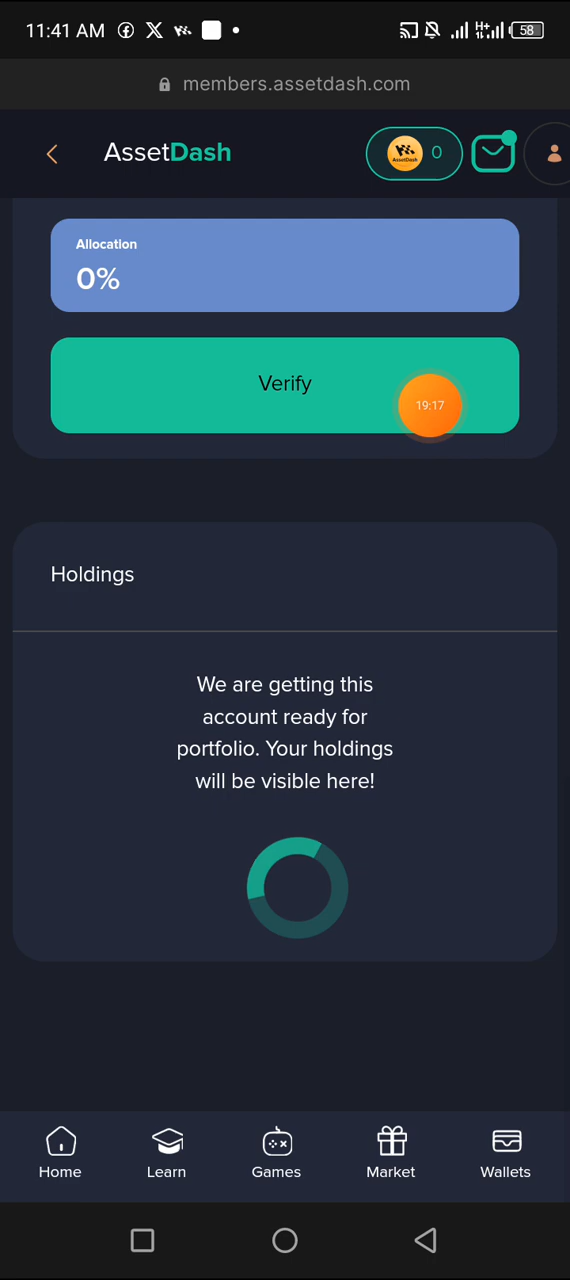 11:41 AM
H+
58
members.assetdash.com
AssetDash
AssetDash
0
Allocation
0%
Verify
19:17
Holdings
We are getting this
account ready for
portfolio. Your holdings
will be visible here!
Home
Learn
Games
Market
Wallets